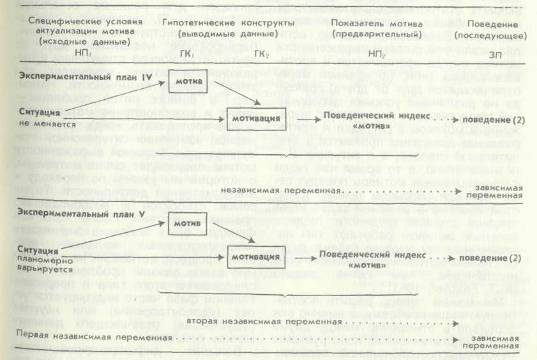 Специфические условия Гипотетические конструкты Показатель мотива Поведение
актуализации мотива (выводимые данные) (предварительный) (последующее)
(исходные данные)
НП₁ ГК₁ ГК₂ НП₂ ЗП
Экспериментальный план IV
мотив
Ситуация
не меняется
мотивация Поведенческий индекс поведение (2)
«мотив»
независимая переменная зависимая
переменная
Экспериментальный план V
мотив
Ситуация
планомерно
варьируется
мотивация Поведенческий индекс поведение (2)
«мотив»
вторая независимая переменная
Первая независимая переменная зависимая
переменная